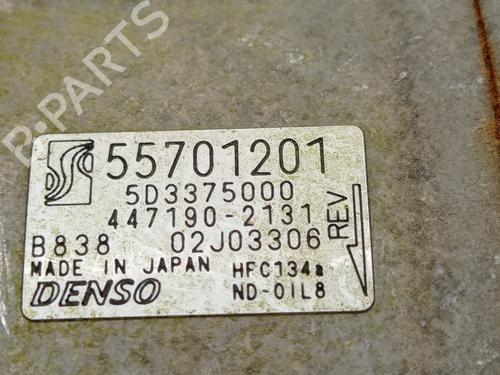 B-PARTS
55701201
5D3375000
447190-2131
B838 02J03306
REV
MADE IN JAPAN HFC134a
DENSO ND-OIL8